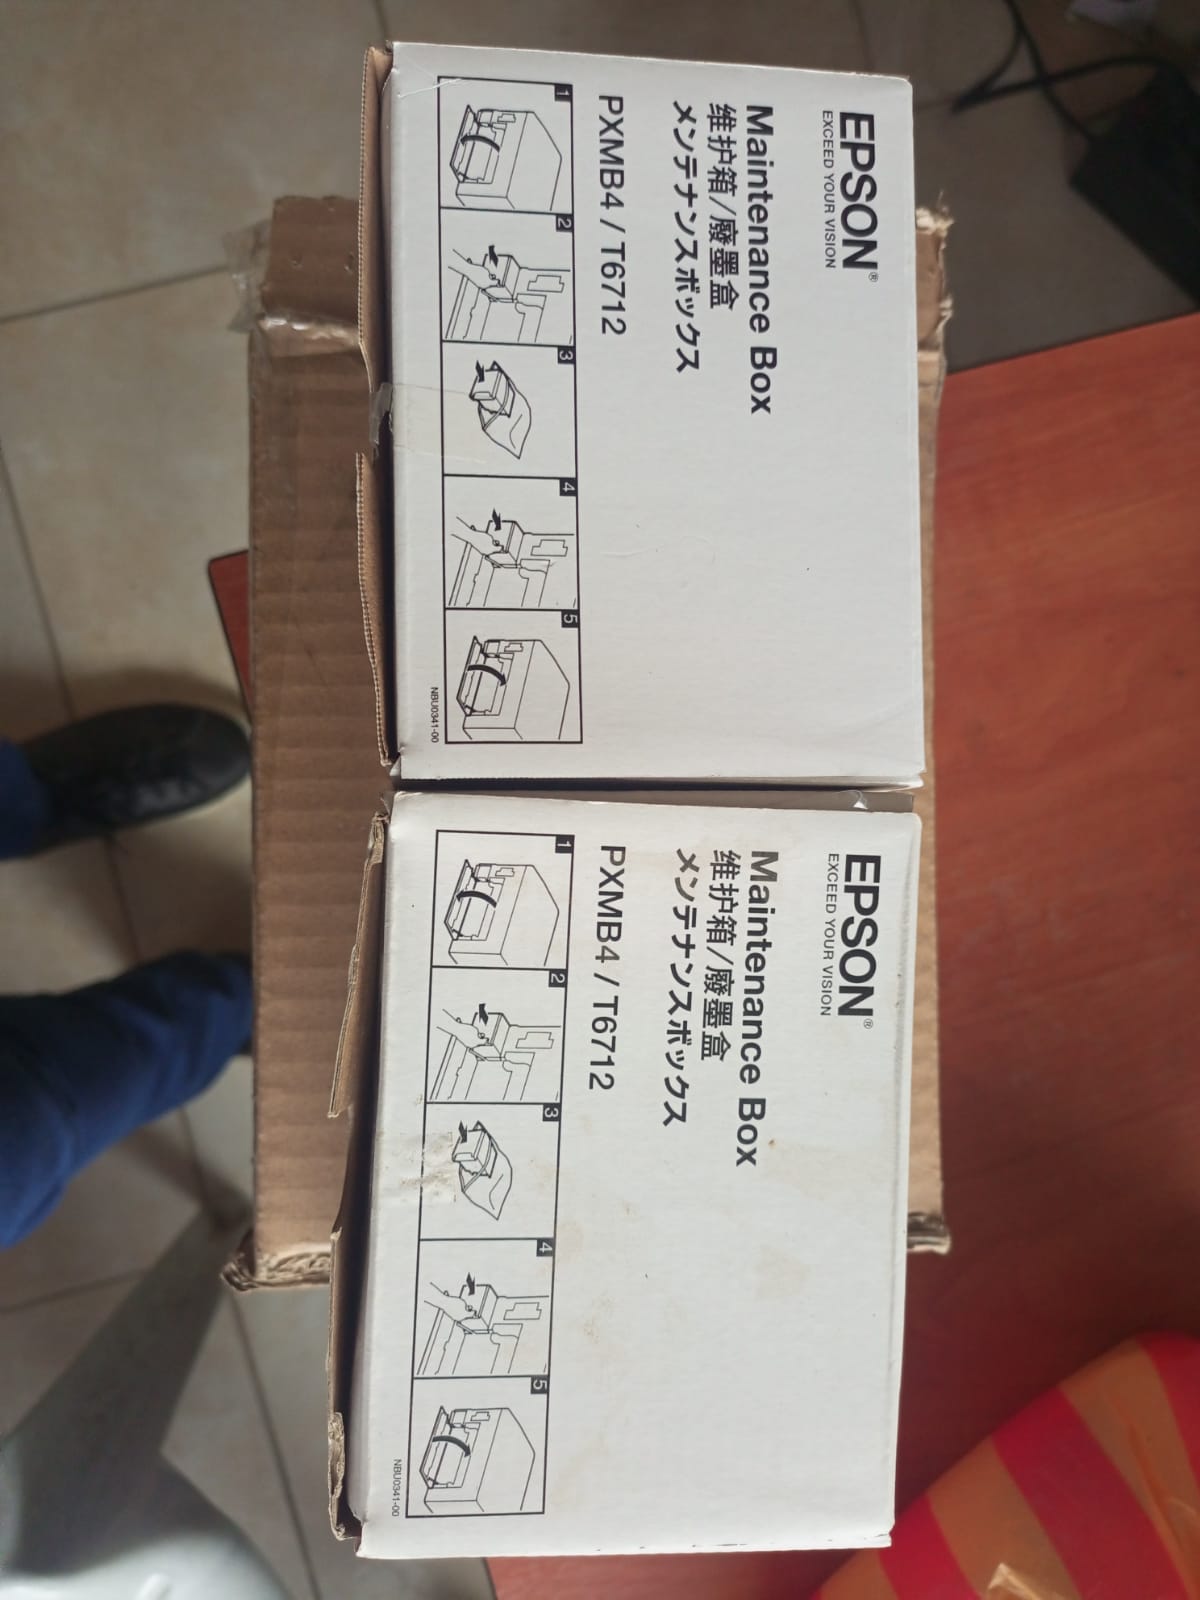 EPSON®
EXCEED YOUR VISION
Maintenance Box
维护箱/廢墨盒
メンテナンスボックス
PXMB4 / T6712
1
2
3
4
5
NBU0341-00
EPSON®
EXCEED YOUR VISION
Maintenance Box
维护箱/廢墨盒
メンテナンスボックス
PXMB4 / T6712
1
2
3
4
5
NBU0341-00